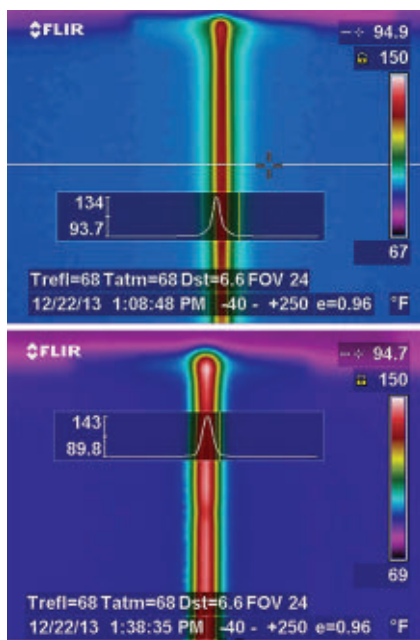 FLIR
94.9
150
134
93.7
67
Trefl=68 Tatm=68 Dst=6.6 FOV 24
12/22/13 1:08:48 PM -40 - +250 e=0.96 °F
FLIR
94.7
150
143
89.8
69
Trefl=68 Tatm=68 Dst=6.6 FOV 24
12/22/13 1:38:35 PM -40 - +250 e=0.96 °F